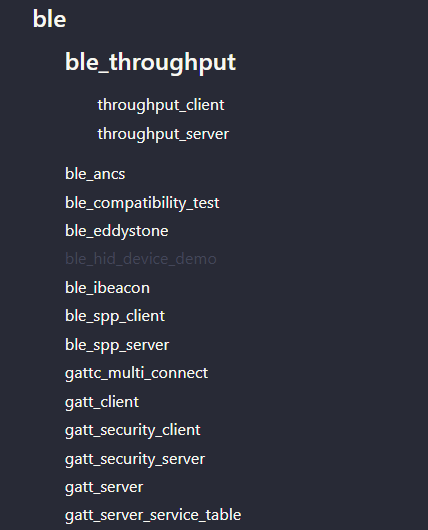 ble
ble_throughput
throughput_client
throughput_server
ble_ancs
ble_compatibility_test
ble_eddystone
ble_hid_device_demo
ble_ibeacon
ble_spp_client
ble_spp_server
gattc_multi_connect
gatt_client
gatt_security_client
gatt_security_server
gatt_server
gatt_server_service_table